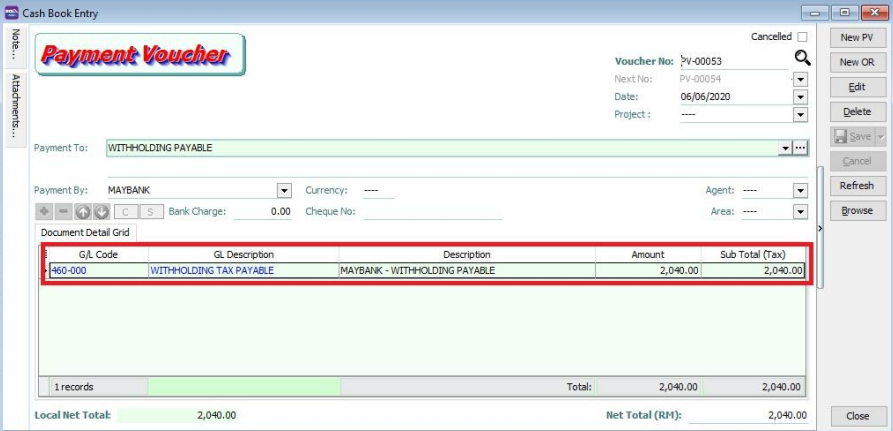 Cash Book Entry
Note...
Attachments...
Payment Voucher
Cancelled
Voucher No: PV-00053
Next No: PV-00054
Date: 06/06/2020
Project : ----
Payment To: WITHHOLDING PAYABLE
Payment By: MAYBANK Currency: ---- Agent: ----
C S Bank Charge: 0.00 Cheque No: Area: ----
Document Detail Grid
G/L Code GL Description Description Amount Sub Total (Tax)
460-000 WITHHOLDING TAX PAYABLE MAYBANK - WITHHOLDING PAYABLE 2,040.00 2,040.00
1 records Total: 2,040.00 2,040.00
Local Net Total: 2,040.00 Net Total (RM): 2,040.00
New PV
New OR
Edit
Delete
Save
Cancel
Refresh
Browse
Close